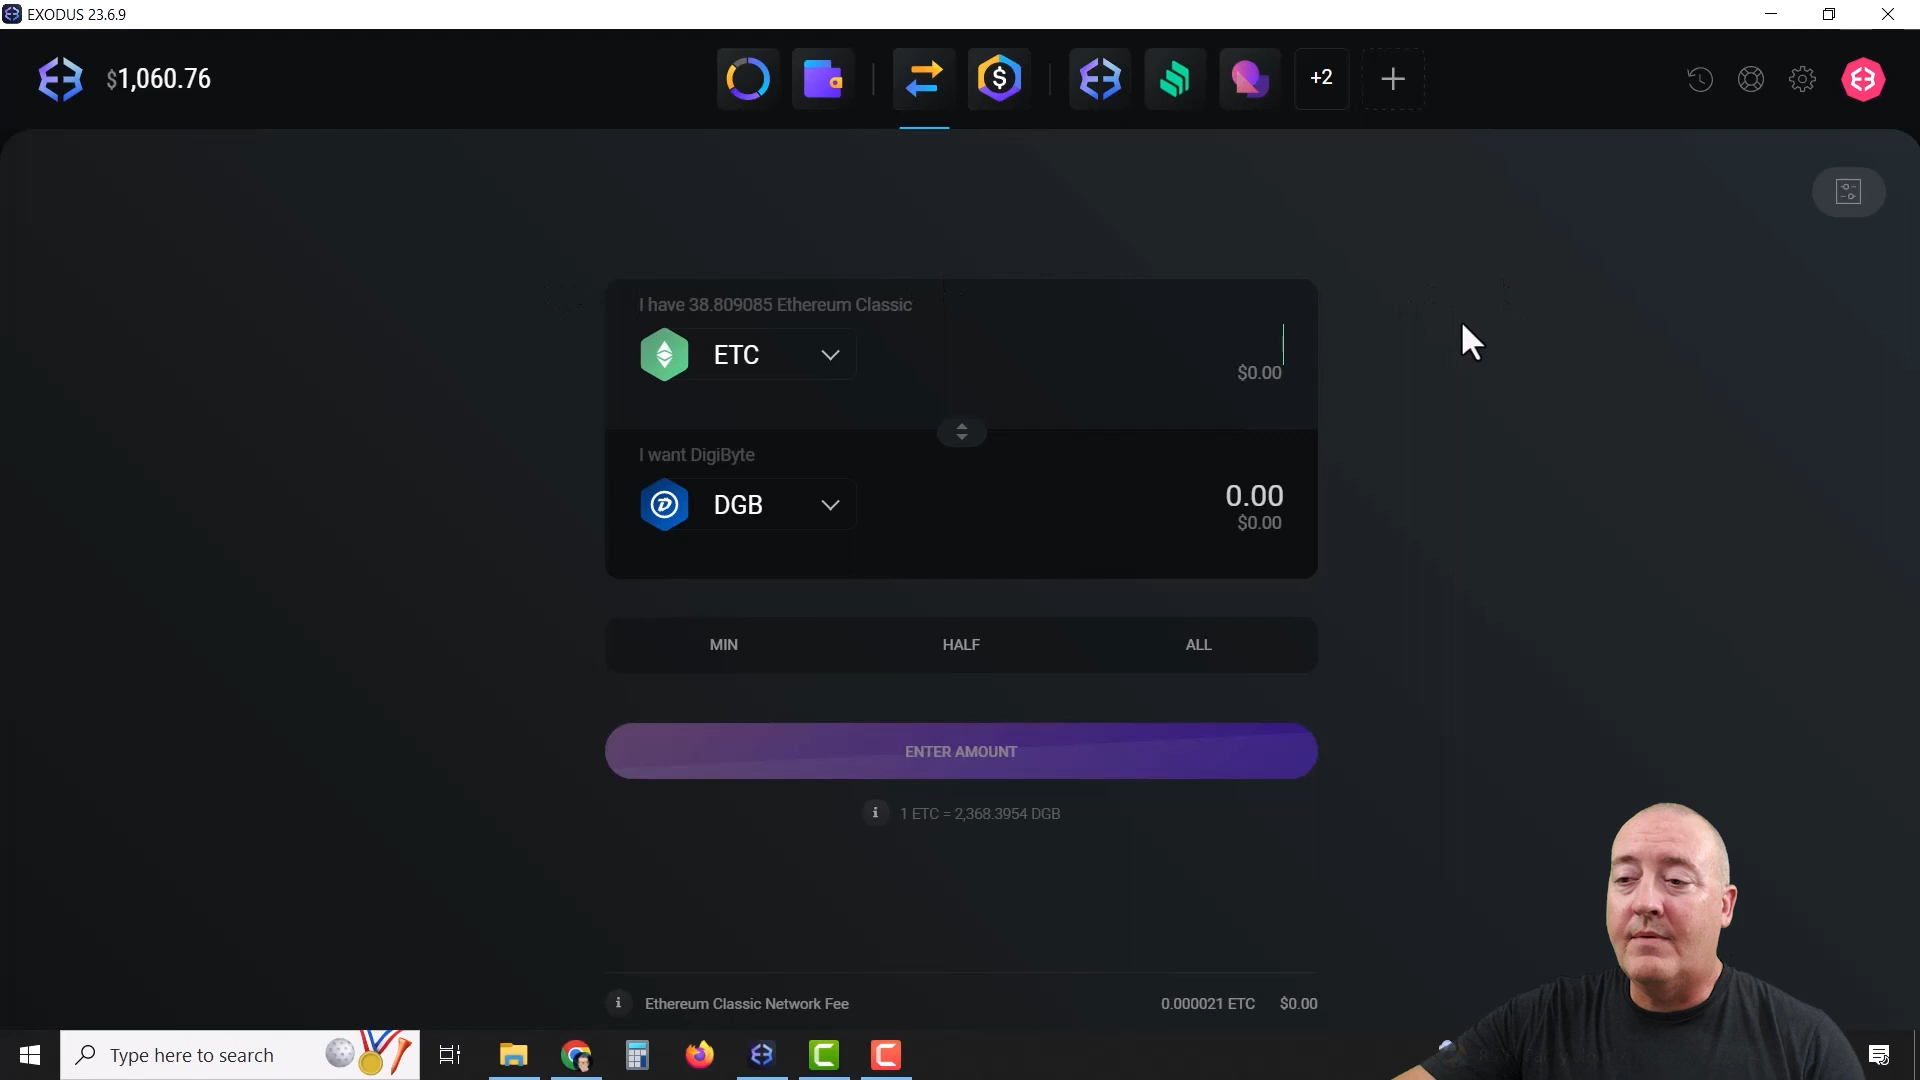 EXODUS 23.6.9
$1,060.76
+2
I have 38.809085 Ethereum Classic
ETC
$0.00
I want DigiByte
DGB
0.00
$0.00
MIN
HALF
ALL
ENTER AMOUNT
1 ETC = 2,368.3954 DGB
Ethereum Classic Network Fee
0.000021 ETC
$0.00
Type here to search